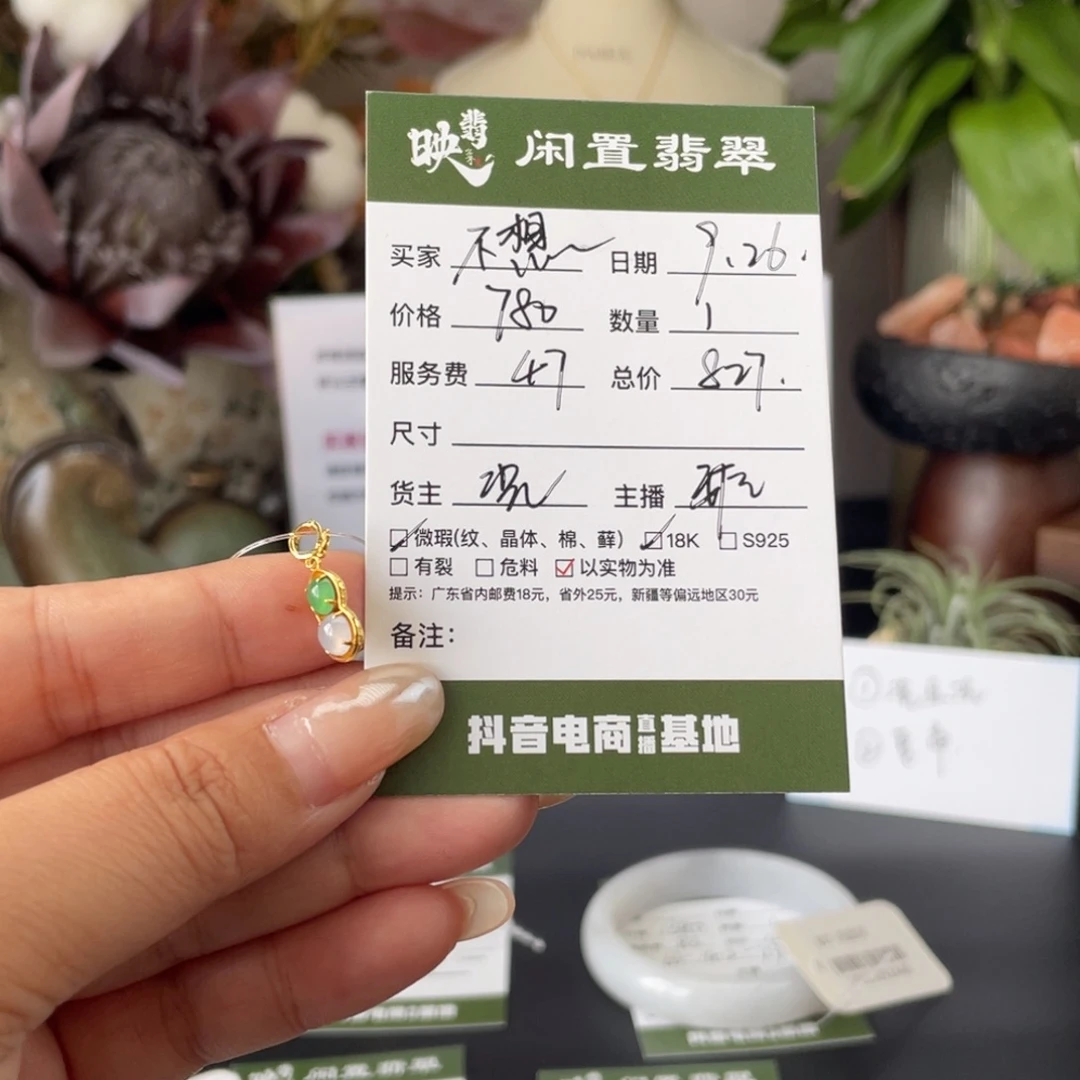 映翡 闲置翡翠
买家 不想 日期 9.26.
价格 780 数量 1
服务费 47 总价 827.
尺寸
货主 主播
微瑕(纹、晶体、棉、藓) 18K S925
有裂 危料 以实物为准
提示：广东省内邮费18元，省外25元，新疆等偏远地区30元
备注：
抖音电商直播基地